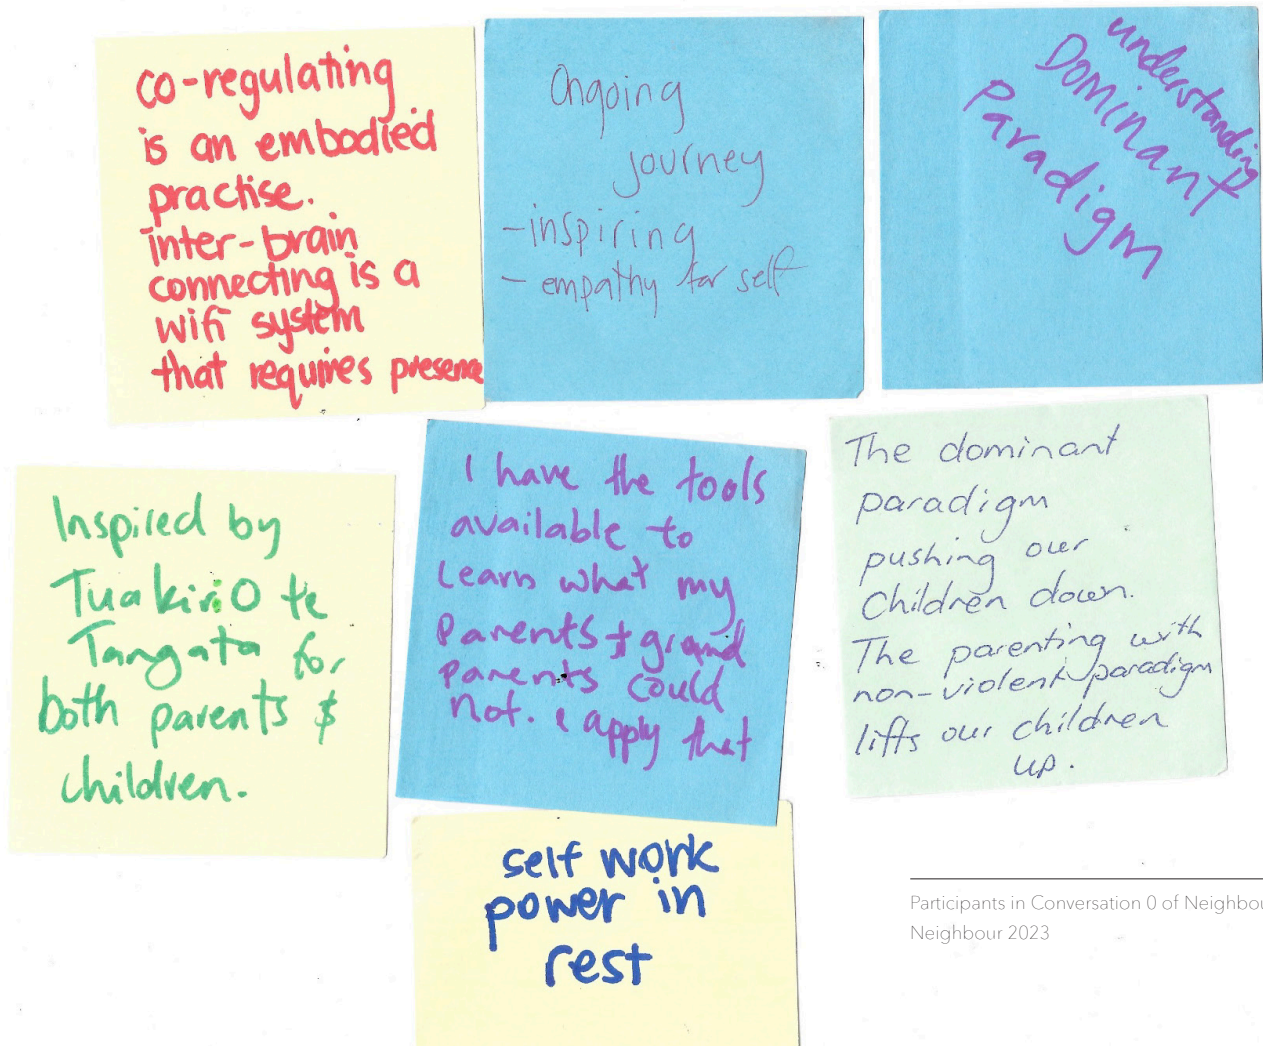 co-regulating
is an embodied
practise.
inter-brain
connecting is a
wifi system
that requires presence
Ongoing
journey
-inspiring
- empathy for self
understanding
DOMINANT
Paradigm
Inspired by
Tuakiri O te
Tangata for
both parents &
children.
I have the tools
available to
Learn what my
Parents + grand
parents could
not. & apply that
The dominant
paradigm
pushing our
Children down.
The parenting with
non-violent paradigm
lifts our children
up.
self work
power in
rest
Participants in Conversation 0 of Neighbou
Neighbour 2023